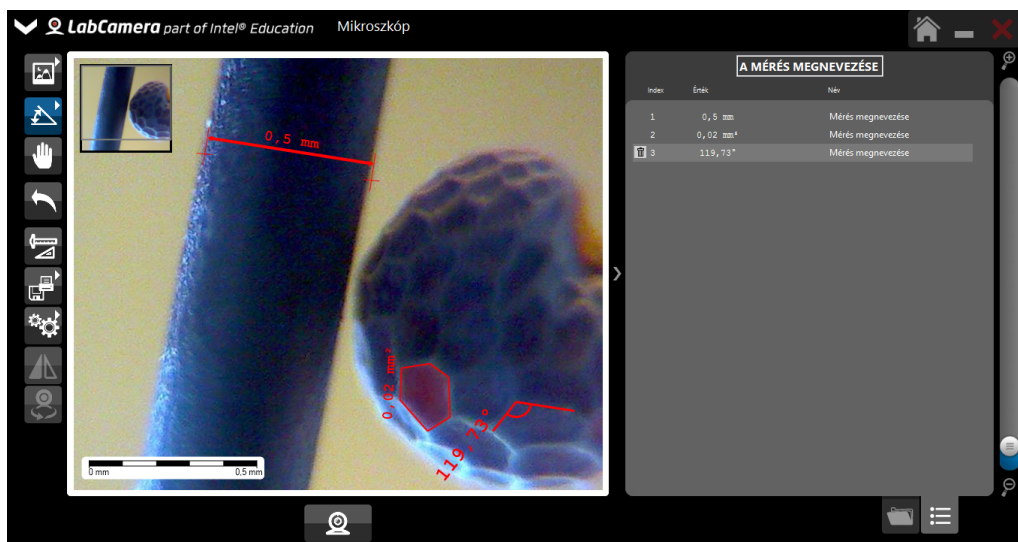 LabCamera part of Intel® Education Mikroszkóp
A MÉRÉS MEGNEVEZÉSE
Index Érték Név
1 0,5 mm Mérés megnevezése
2 0,02 mm² Mérés megnevezése
3 119,73° Mérés megnevezése
0,5 mm
0,02 mm²
119,73°
0 mm 0,5 mm